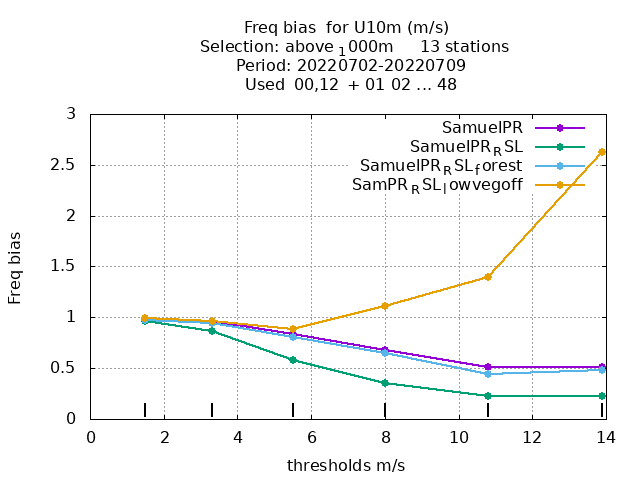 Freq bias for U10m (m/s)
Selection: above ₁000m 13 stations
Period: 20220702-20220709
Used 00,12 + 01 02 ... 48
3
2.5
2
1.5
1
0.5
0
Freq bias
SamuelPR
SamuelPR_RSL
SamuelPR_RSL_forest
SamPR_RSL_lowvegoff
0 2 4 6 8 10 12 14
thresholds m/s